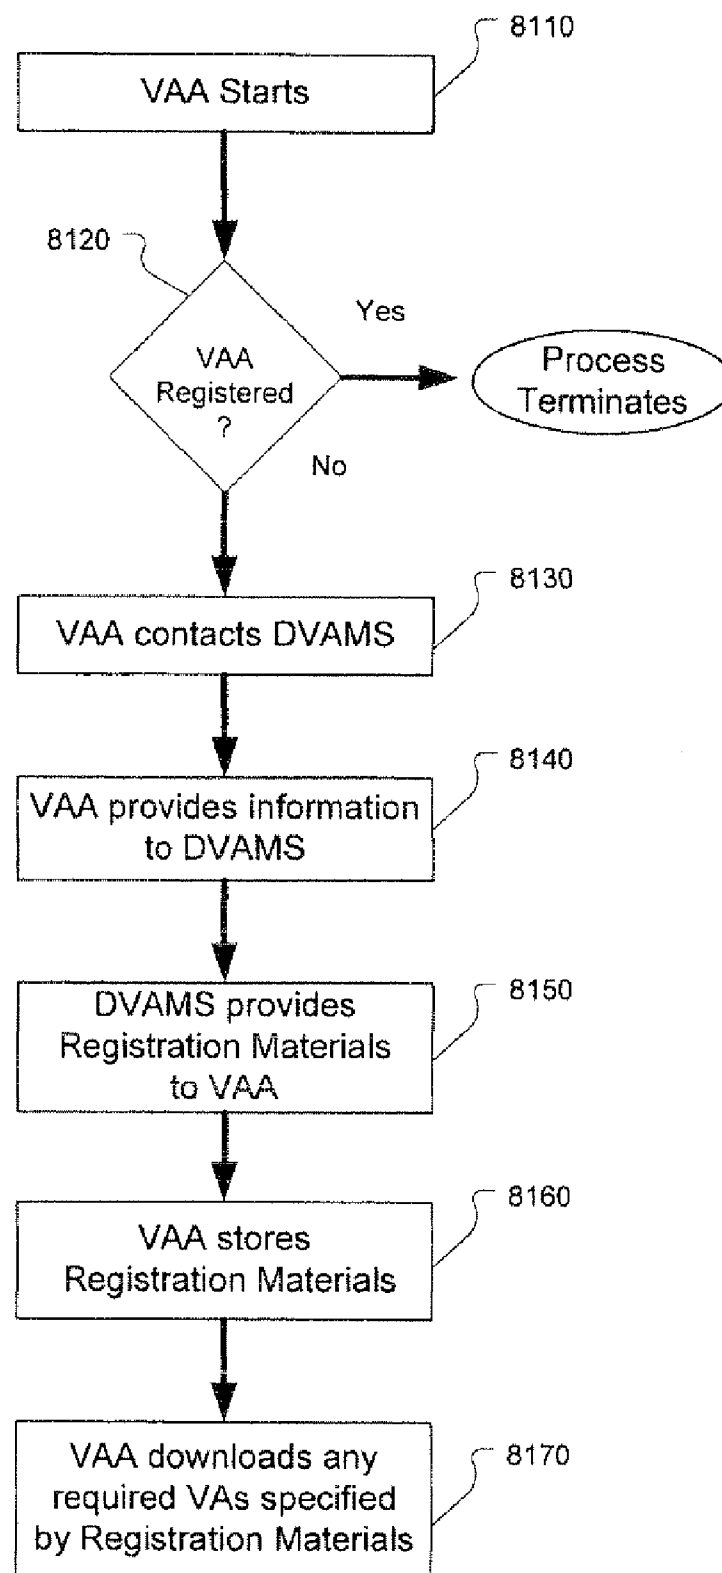 8110
VAA Starts
8120
Yes
VAA
Registered
?
Process
Terminates
No
8130
VAA contacts DVAMS
8140
VAA provides information
to DVAMS
8150
DVAMS provides
Registration Materials
to VAA
8160
VAA stores
Registration Materials
8170
VAA downloads any
required VAs specified
by Registration Materials